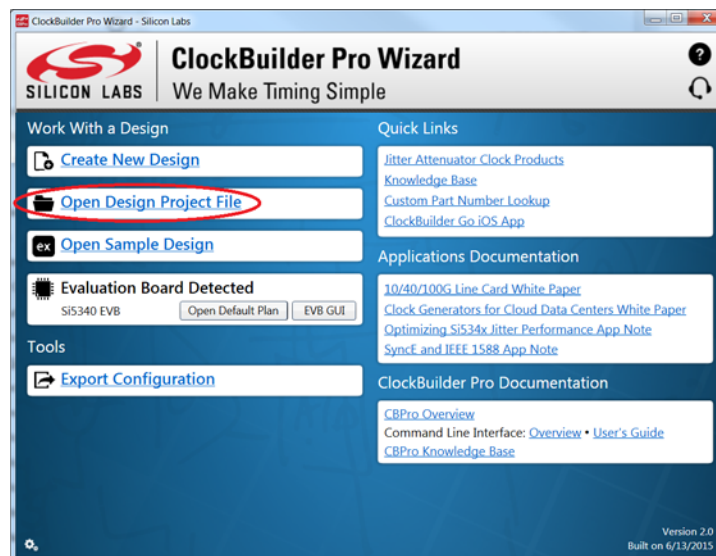 ClockBuilder Pro Wizard - Silicon Labs
SILICON LABS
ClockBuilder Pro Wizard
We Make Timing Simple
?
Work With a Design
Create New Design
Open Design Project File
ex Open Sample Design
Evaluation Board Detected
Si5340 EVB Open Default Plan EVB GUI
Tools
Export Configuration
Quick Links
Jitter Attenuator Clock Products
Knowledge Base
Custom Part Number Lookup
ClockBuilder Go iOS App
Applications Documentation
10/40/100G Line Card White Paper
Clock Generators for Cloud Data Centers White Paper
Optimizing Si534x Jitter Performance App Note
SyncE and IEEE 1588 App Note
ClockBuilder Pro Documentation
CBPro Overview
Command Line Interface: Overview • User's Guide
CBPro Knowledge Base
Version 2.0
Built on 6/13/2015